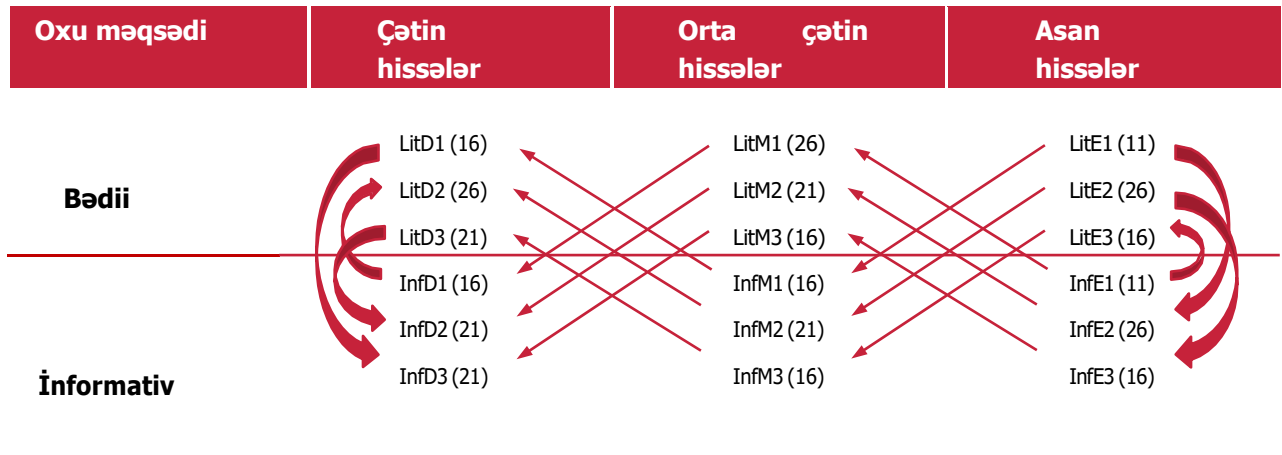 Oxu məqsədi
Çətin hissələr
Orta çətin hissələr
Asan hissələr
Bədii
LitD1 (16) LitM1 (26) LitE1 (11)
LitD2 (26) LitM2 (21) LitE2 (26)
LitD3 (21) LitM3 (16) LitE3 (16)
İnformativ
InfD1 (16) InfM1 (16) InfE1 (11)
InfD2 (21) InfM2 (21) InfE2 (26)
InfD3 (21) InfM3 (16) InfE3 (16)